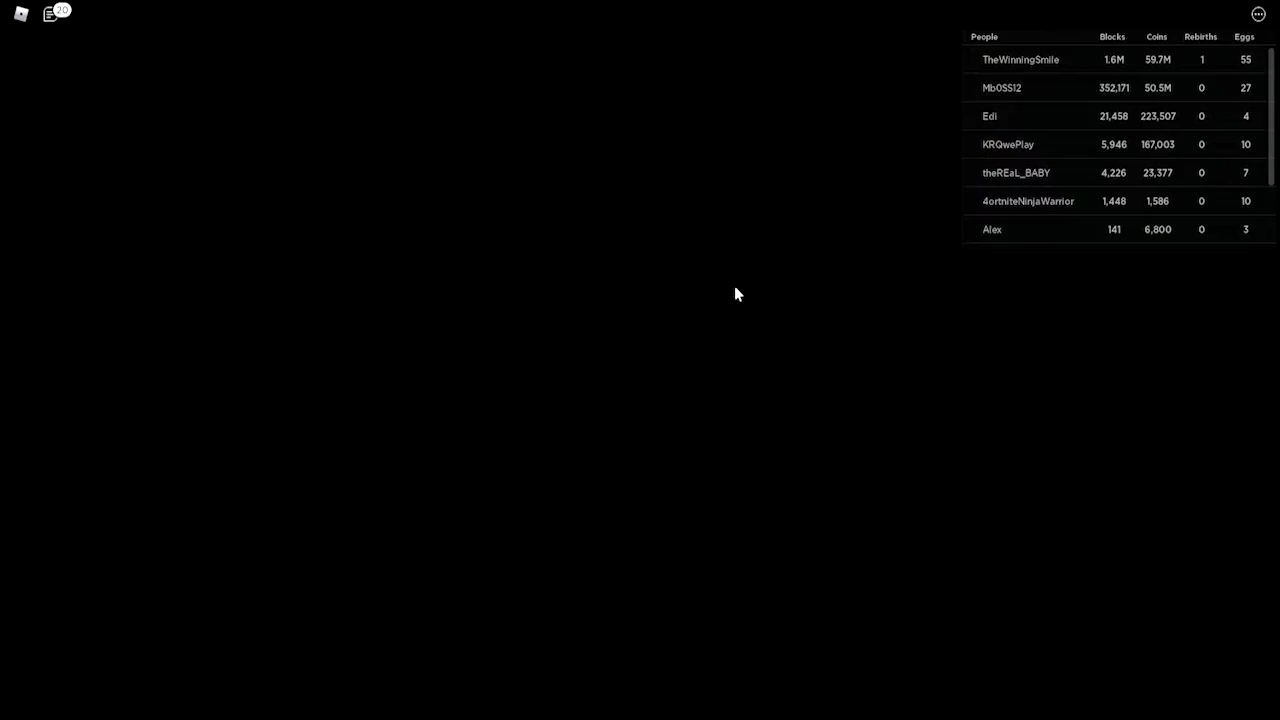 20
People Blocks Coins Rebirths Eggs
TheWinningSmile 1.6M 59.7M 1 55
Mb0SS12 352,171 50.5M 0 27
Edi 21,458 223,507 0 4
KRQwePlay 5,946 167,003 0 10
theREaL_BABY 4,226 23,377 0 7
4ortniteNinjaWarrior 1,448 1,586 0 10
Alex 141 6,800 0 3